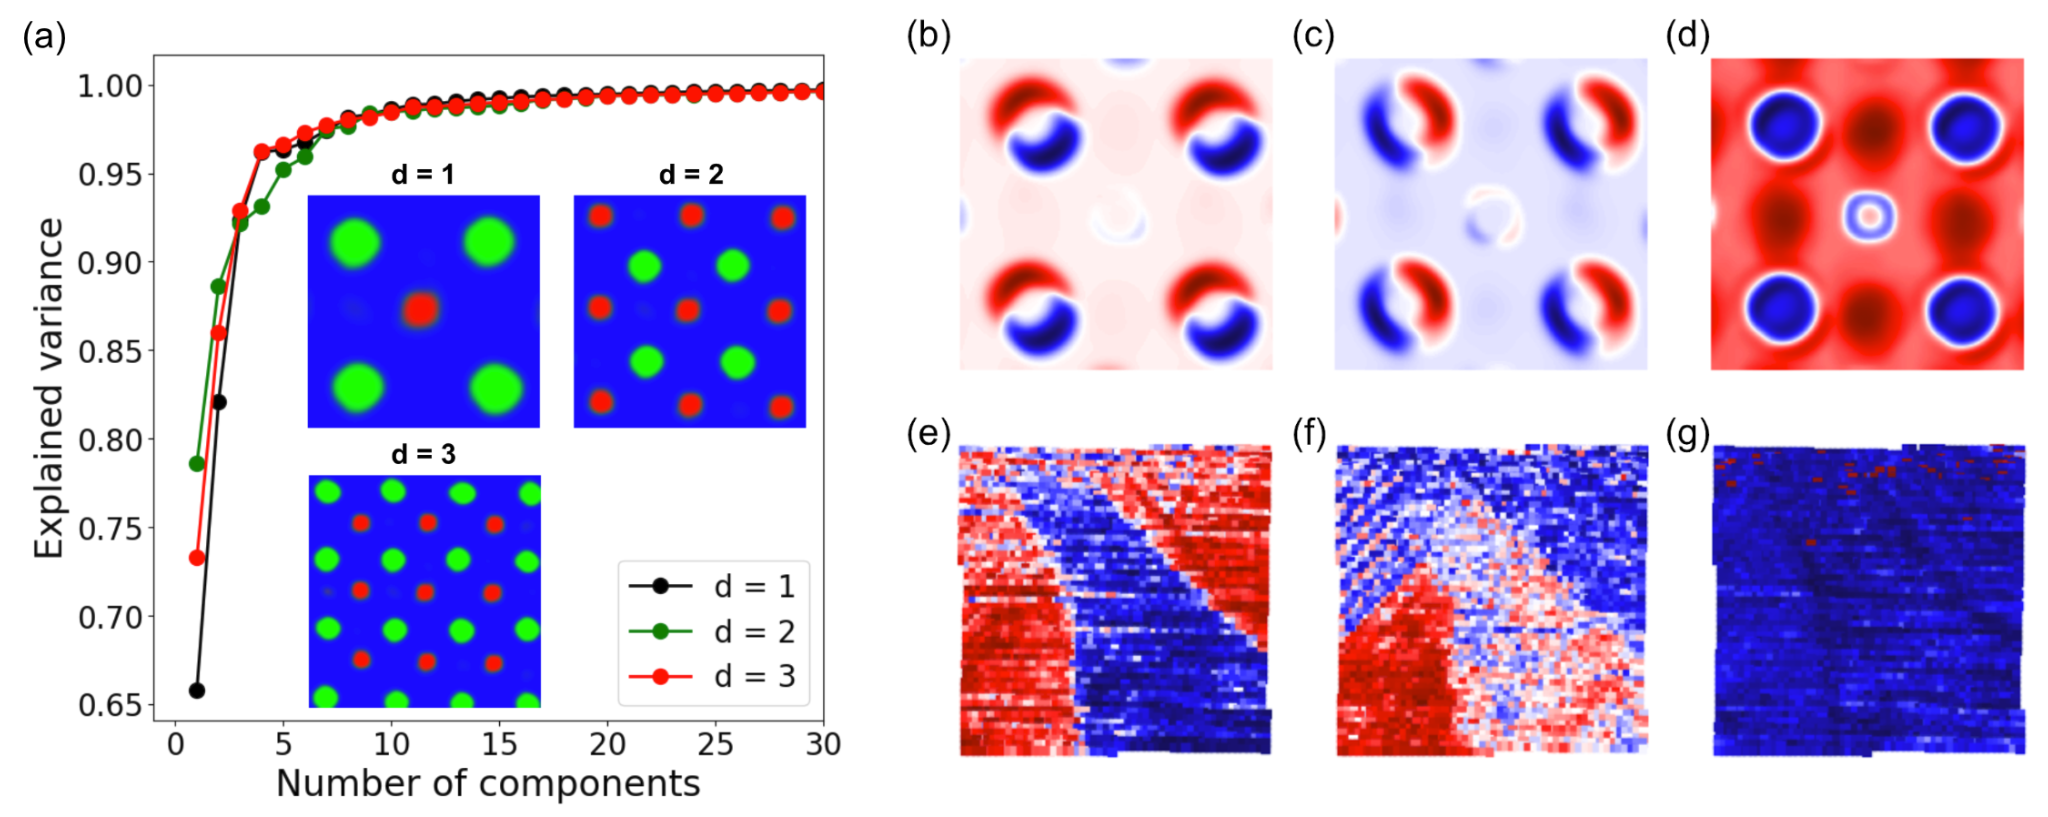 (a)
Explained variance
1.00
0.95
0.90
0.85
0.80
0.75
0.70
0.65
d = 1
d = 2
d = 3
d = 1
d = 2
d = 3
0 5 10 15 20 25 30
Number of components
(b)
(c)
(d)
(e)
(f)
(g)